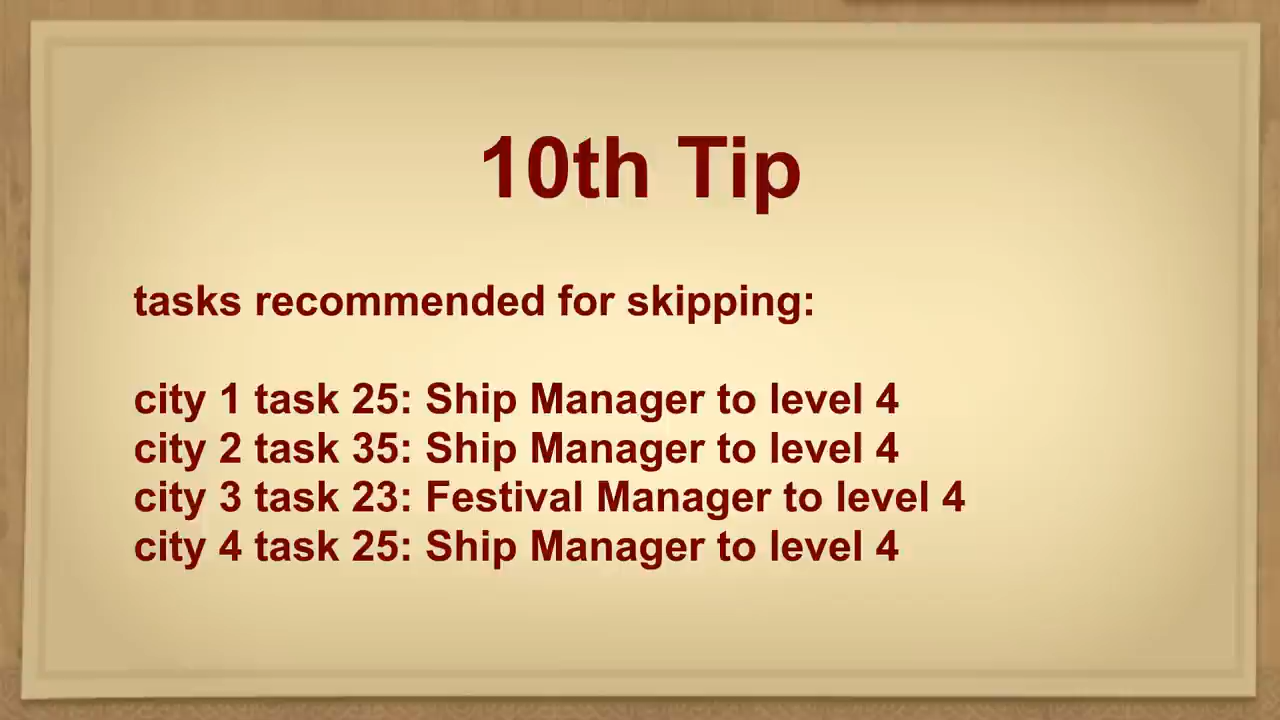 10th Tip
tasks recommended for skipping:
city 1 task 25: Ship Manager to level 4
city 2 task 35: Ship Manager to level 4
city 3 task 23: Festival Manager to level 4
city 4 task 25: Ship Manager to level 4